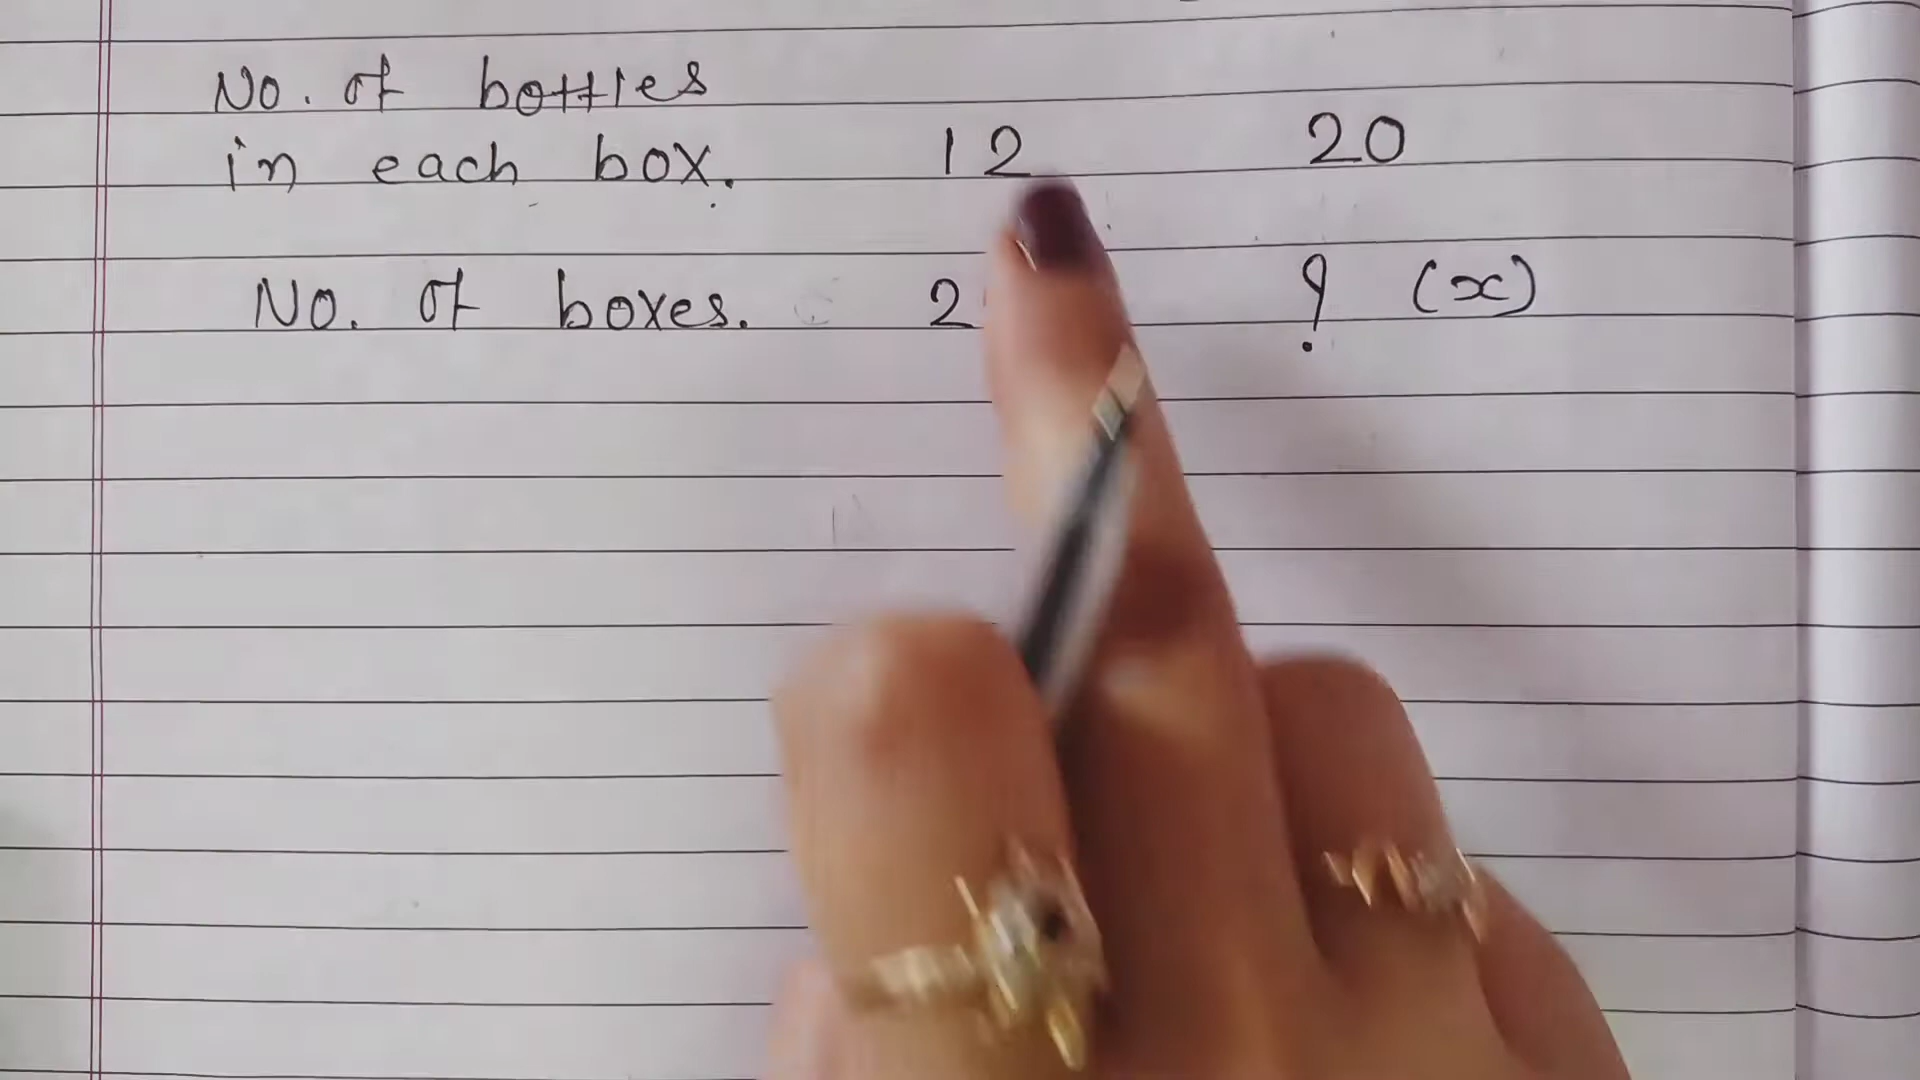 No. of bottles
in each box. 12 20
No. of boxes. 2 ? (x)